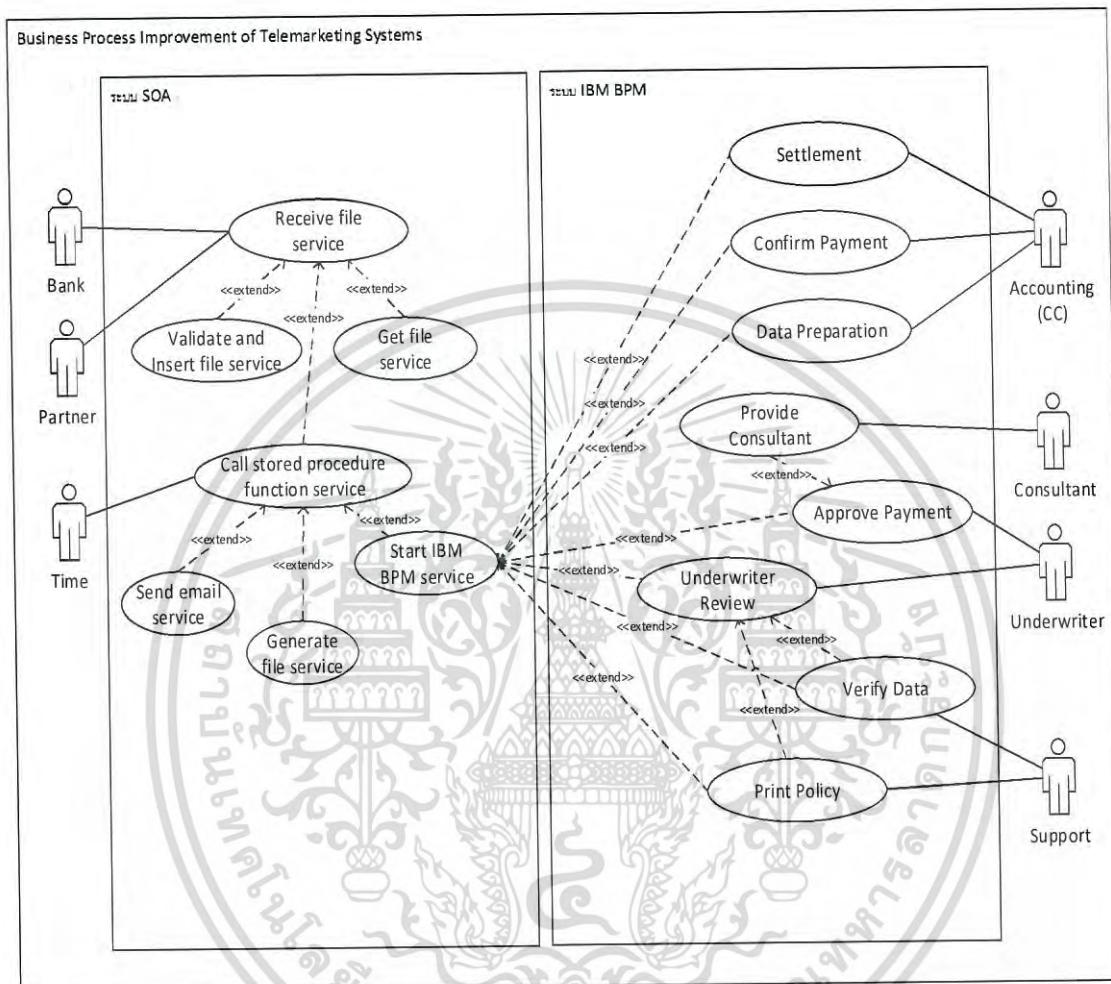 Business Process Improvement of Telemarketing Systems
ระบบ SOA
ระบบ IBM BPM
Bank
Partner
Time
Receive file
service
<<extend>>
<<extend>>
<<extend>>
Validate and
Insert file service
Get file
service
Call stored procedure
function service
<<extend>>
<<extend>>
<<extend>>
Send email
service
Generate
file service
Start IBM
BPM service
Settlement
Confirm Payment
Data Preparation
<<extend>>
<<extend>>
<<extend>>
Provide
Consultant
<<extend>>
Approve Payment
<<extend>>
<<extend>>
Underwriter
Review
<<extend>>
<<extend>>
Verify Data
<<extend>>
<<extend>>
Print Policy
Accounting
(CC)
Consultant
Underwriter
Support